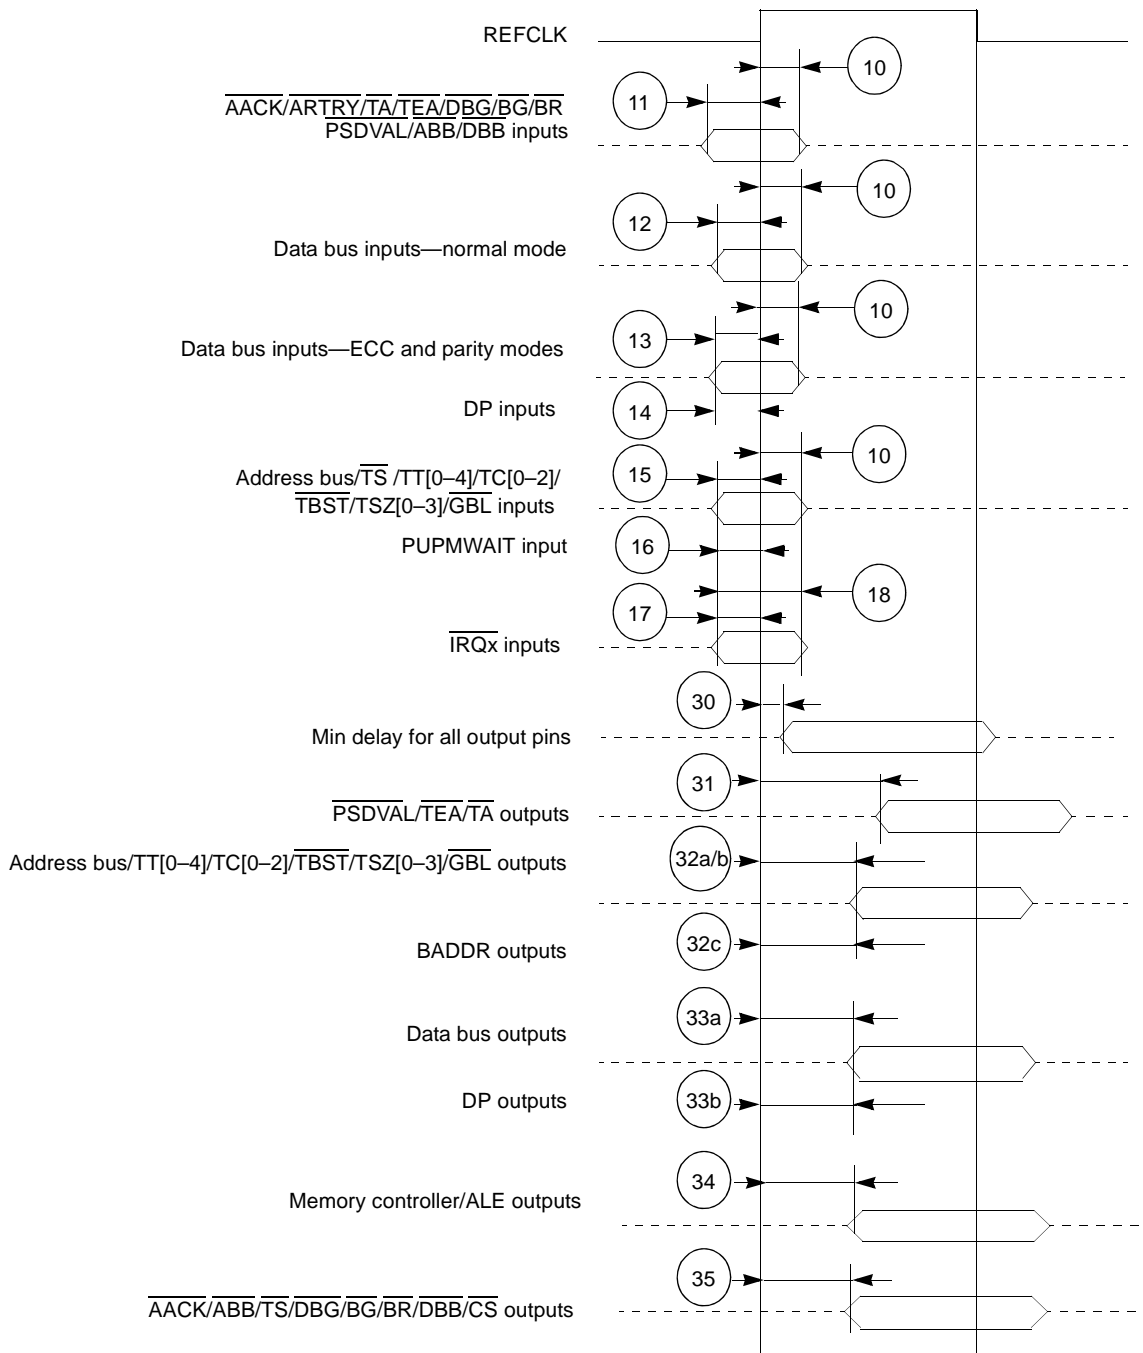 REFCLK
10
11
AACK/ARTRY/TA/TEA/DBG/BG/BR
PSDVAL/ABB/DBB inputs
10
12
Data bus inputs—normal mode
10
13
Data bus inputs—ECC and parity modes
DP inputs
14
10
15
Address bus/TS /TT[0–4]/TC[0–2]/
TBST/TSZ[0–3]/GBL inputs
PUPMWAIT input
16
18
17
IRQx inputs
30
Min delay for all output pins
31
PSDVAL/TEA/TA outputs
32a/b
Address bus/TT[0–4]/TC[0–2]/TBST/TSZ[0–3]/GBL outputs
32c
BADDR outputs
33a
Data bus outputs
DP outputs
33b
34
Memory controller/ALE outputs
35
AACK/ABB/TS/DBG/BG/BR/DBB/CS outputs